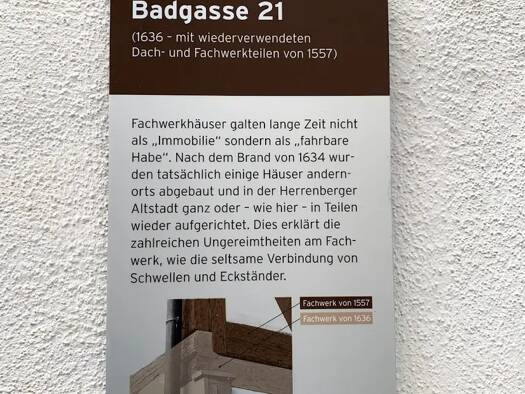 Badgasse 21
(1636 – mit wiederverwendeten
Dach- und Fachwerkteilen von 1557)
Fachwerkhäuser galten lange Zeit nicht
als „Immobilie“ sondern als „fahrbare
Habe“. Nach dem Brand von 1634 wur-
den tatsächlich einige Häuser andern-
orts abgebaut und in der Herrenberger
Altstadt ganz oder – wie hier – in Teilen
wieder aufgerichtet. Dies erklärt die
zahlreichen Ungereimtheiten am Fach-
werk, wie die seltsame Verbindung von
Schwellen und Eckständer.
Fachwerk von 1557
Fachwerk von 1636